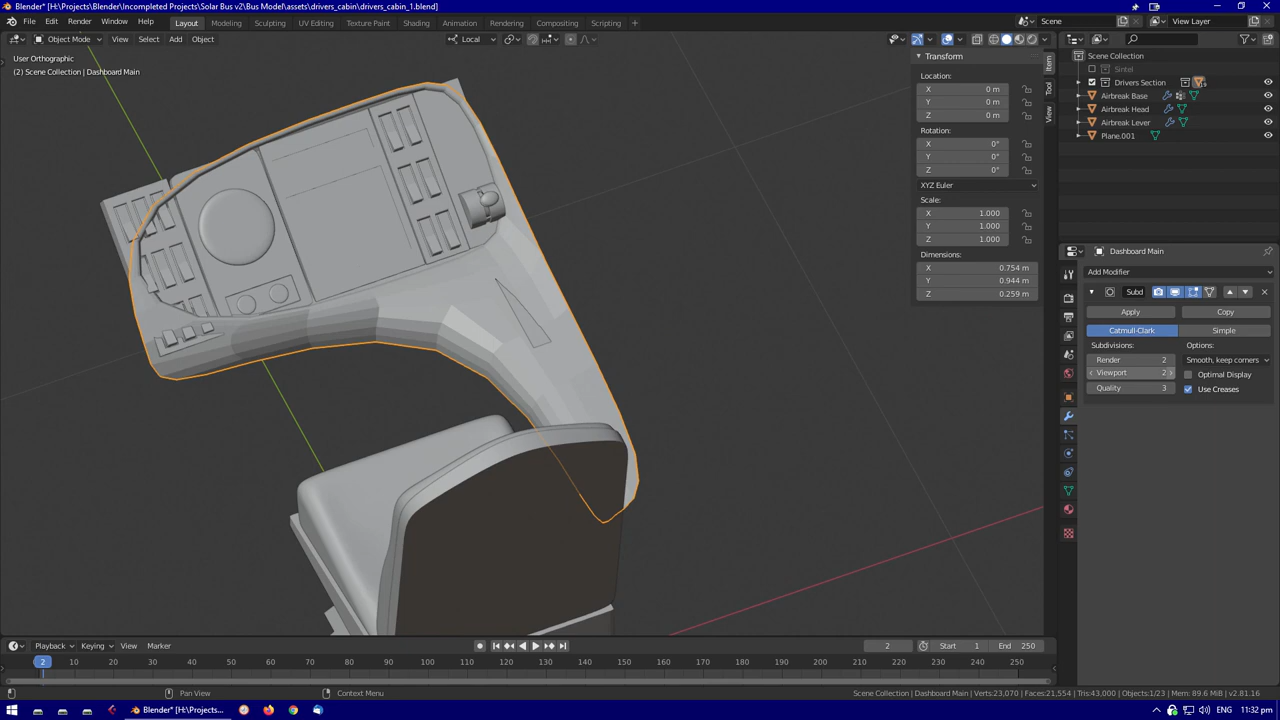 Blender* [H:\Projects\Blender\Incomplected Projects\Solar Bus v2\Bus Model\assets\drivers_cabin\drivers_cabin_1.blend]
File Edit Render Window Help Layout Modeling Sculpting UV Editing Texture Paint Shading Animation Rendering Compositing Scripting + Scene View Layer
Object Mode View Select Add Object Local
User Orthographic
(2) Scene Collection | Dashboard Main
Transform
Location:
X 0 m
Y 0 m
Z 0 m
Rotation:
X 0°
Y 0°
Z 0°
XYZ Euler
Scale:
X 1.000
Y 1.000
Z 1.000
Dimensions:
X 0.754 m
Y 0.944 m
Z 0.259 m
Item
Tool
View
Scene Collection
Sintel
Drivers Section
Airbreak Base
Airbreak Head
Airbreak Lever
Plane.001
Dashboard Main
Add Modifier
Subd
Apply Copy
Catmull-Clark Simple
Subdivisions: Options:
Render 2 Smooth, keep corners
Viewport 2 Optimal Display
Quality 3 Use Creases
Playback Keying View Marker 2 Start 1 End 250
2 10 20 30 40 50 60 70 80 90 100 110 120 130 140 150 160 170 180 190 200 210 220 230 240 250
Pan View Context Menu Scene Collection | Dashboard Main | Verts:23,070 | Faces:21,554 | Tris:43,000 | Objects:1/23 | Mem: 89.6 MiB | v2.81.16
Blender* [H:\Projects... ENG 11:32 pm